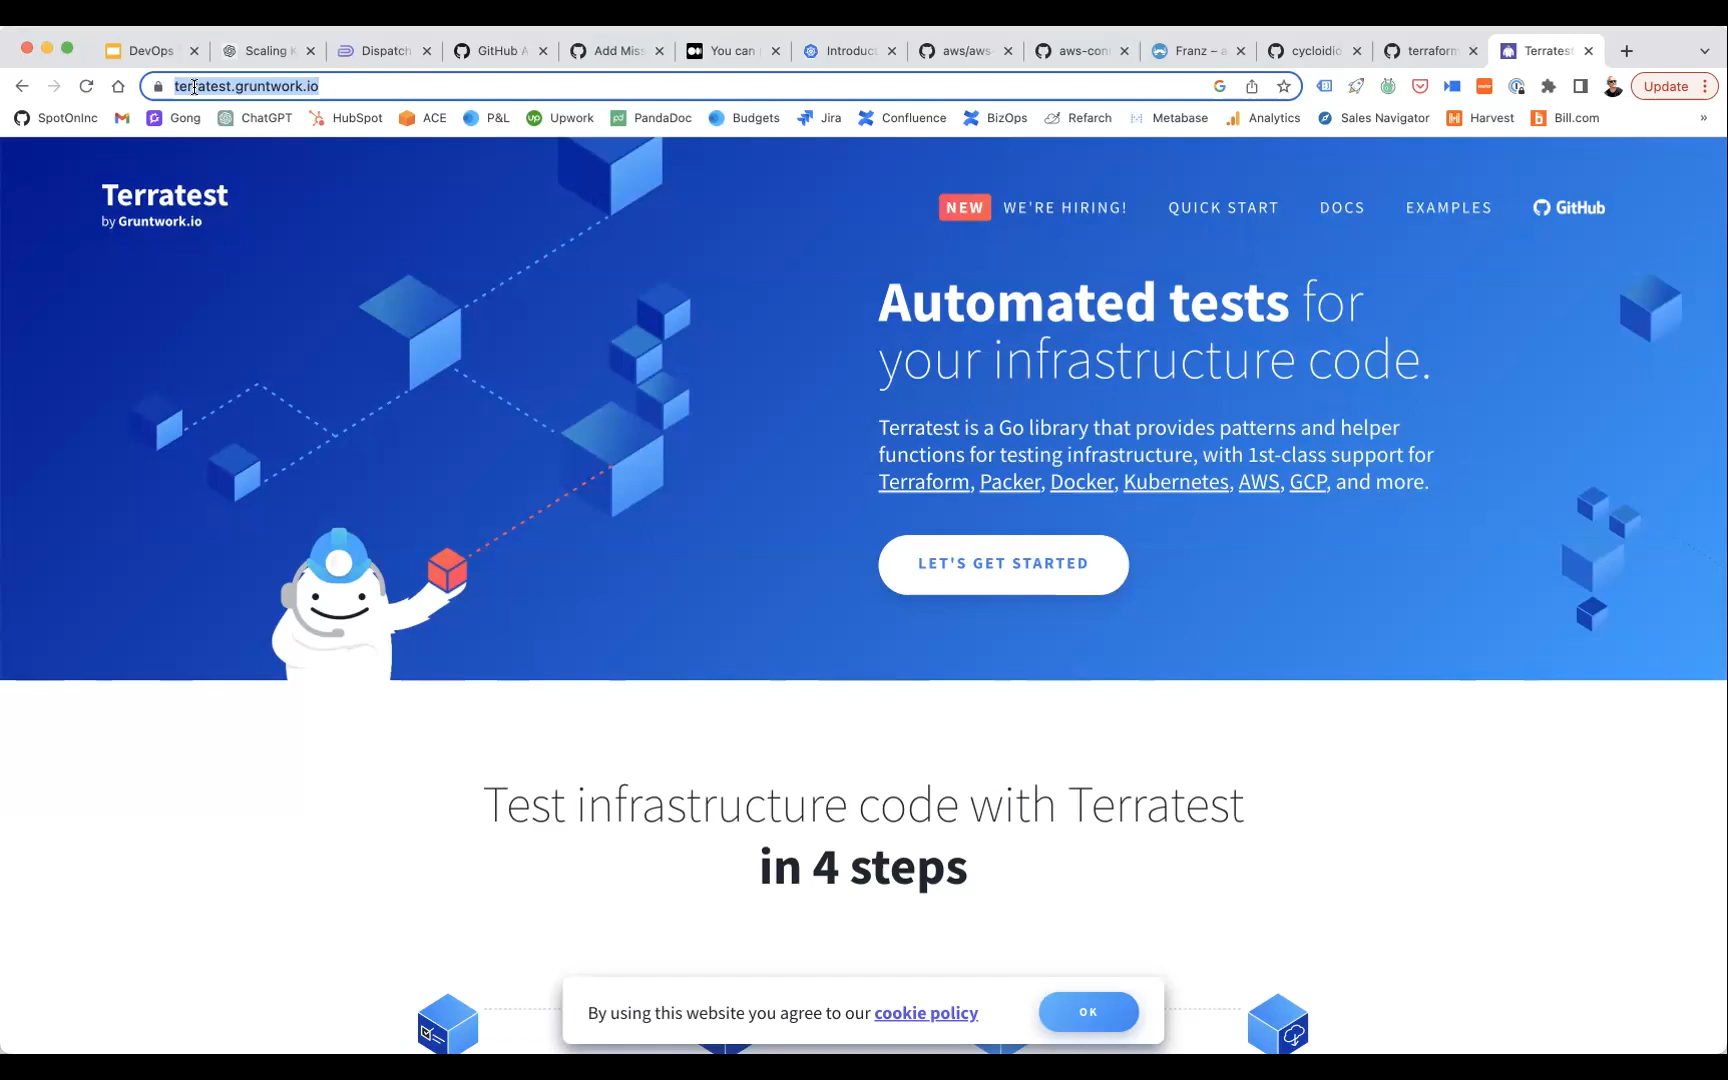 DevOps
Scaling K
Dispatch
GitHub A
Add Miss
You can
Introduc
aws/aws-
aws-con
Franz – a
cycloidio
terraform
Terratest
terratest.gruntwork.io
Update
SpotOnInc
Gong
ChatGPT
HubSpot
ACE
P&L
Upwork
PandaDoc
Budgets
Jira
Confluence
BizOps
Refarch
Metabase
Analytics
Sales Navigator
Harvest
Bill.com
»
Terratest
by Gruntwork.io
NEW WE'RE HIRING!
QUICK START
DOCS
EXAMPLES
GitHub
Automated tests for
your infrastructure code.
Terratest is a Go library that provides patterns and helper
functions for testing infrastructure, with 1st-class support for
Terraform, Packer, Docker, Kubernetes, AWS, GCP, and more.
LET'S GET STARTED
Test infrastructure code with Terratest
in 4 steps
By using this website you agree to our cookie policy
OK